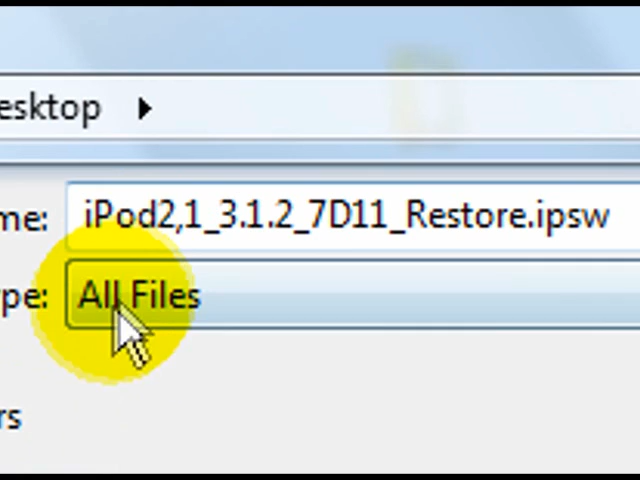 esktop
me: iPod2,1_3.1.2_7D11_Restore.ipsw
pe: All Files
rs